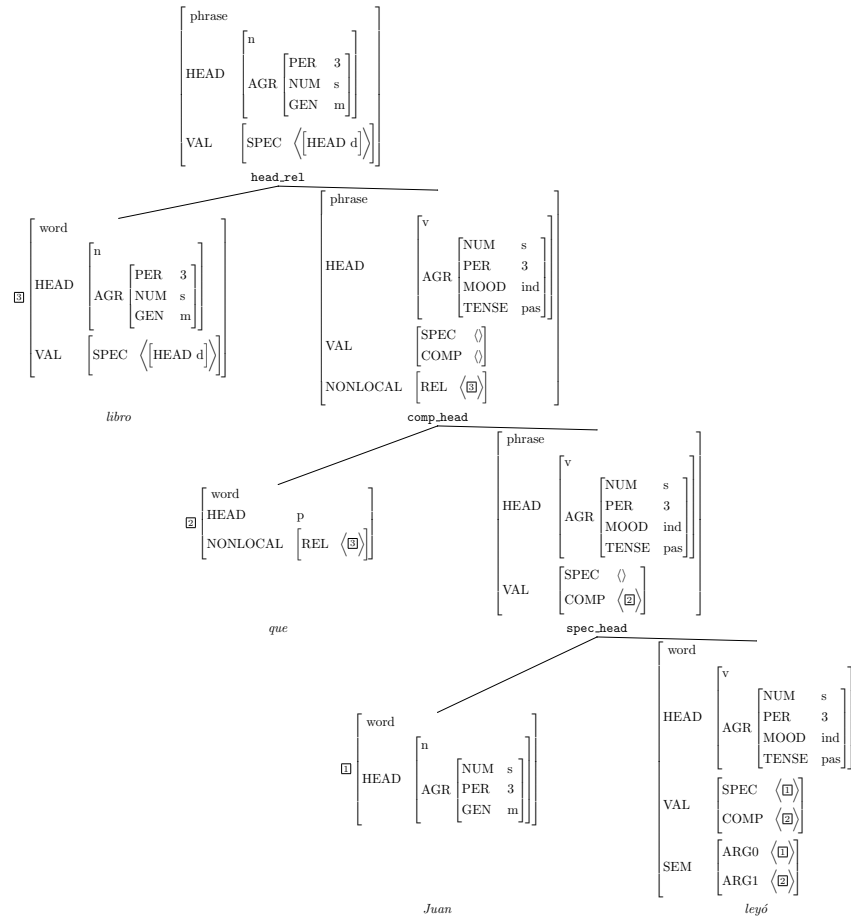 phrase
n
HEAD
PER 3
AGR NUM s
GEN m
VAL SPEC ⟨[HEAD d]⟩
head_rel
word
n
PER 3
3 HEAD
AGR NUM s
GEN m
VAL SPEC ⟨[HEAD d]⟩
libro
phrase
v
NUM s
HEAD PER 3
AGR
MOOD ind
TENSE pas
VAL SPEC ⟨⟩
COMP ⟨⟩
NONLOCAL REL ⟨3⟩
comp_head
word
2 HEAD p
NONLOCAL REL ⟨3⟩
que
phrase
v
NUM s
HEAD PER 3
AGR
MOOD ind
TENSE pas
VAL SPEC ⟨⟩
COMP ⟨2⟩
spec_head
word
n
1 HEAD NUM s
AGR PER 3
GEN m
Juan
word
v
NUM s
HEAD PER 3
AGR
MOOD ind
TENSE pas
VAL SPEC ⟨1⟩
COMP ⟨2⟩
SEM ARG0 ⟨1⟩
ARG1 ⟨2⟩
leyó